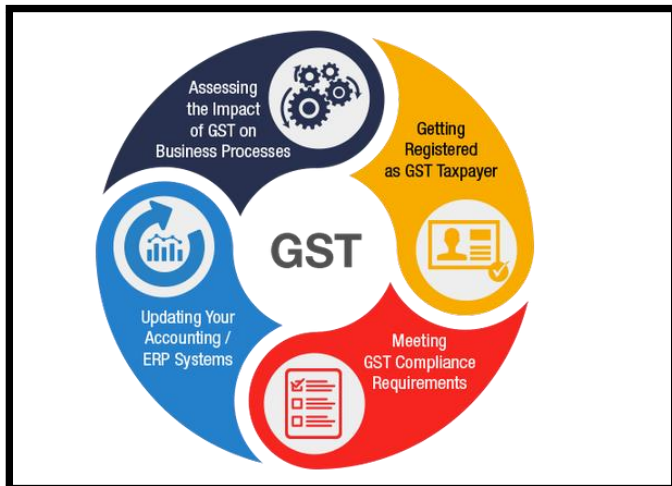 Assessing
the Impact
of GST on
Business Processes
Getting
Registered
as GST Taxpayer
GST
Updating Your
Accounting /
ERP Systems
Meeting
GST Compliance
Requirements